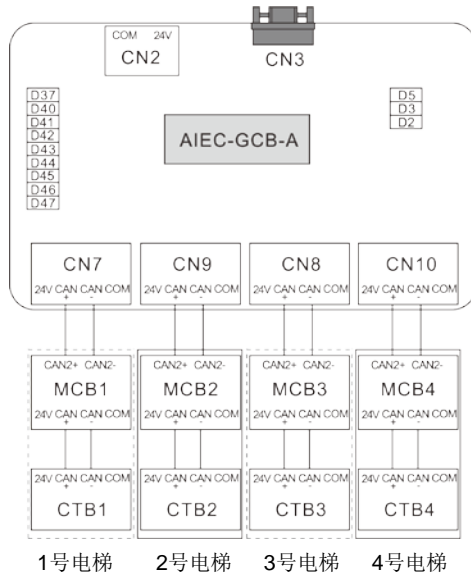 COM 24V
CN2
CN3
D37
D40
D41
D42
D43
D44
D45
D46
D47
D5
D3
D2
AIEC-GCB-A
CN7
24V CAN CAN COM
+ -
CN9
24V CAN CAN COM
+ -
CN8
24V CAN CAN COM
+ -
CN10
24V CAN CAN COM
+ -
CAN2+ CAN2-
MCB1
24V CAN CAN COM
+ -
CAN2+ CAN2-
MCB2
24V CAN CAN COM
+ -
CAN2+ CAN2-
MCB3
24V CAN CAN COM
+ -
CAN2+ CAN2-
MCB4
24V CAN CAN COM
+ -
24V CAN CAN COM
+ -
CTB1
24V CAN CAN COM
+ -
CTB2
24V CAN CAN COM
+ -
CTB3
24V CAN CAN COM
+ -
CTB4
1号电梯
2号电梯
3号电梯
4号电梯